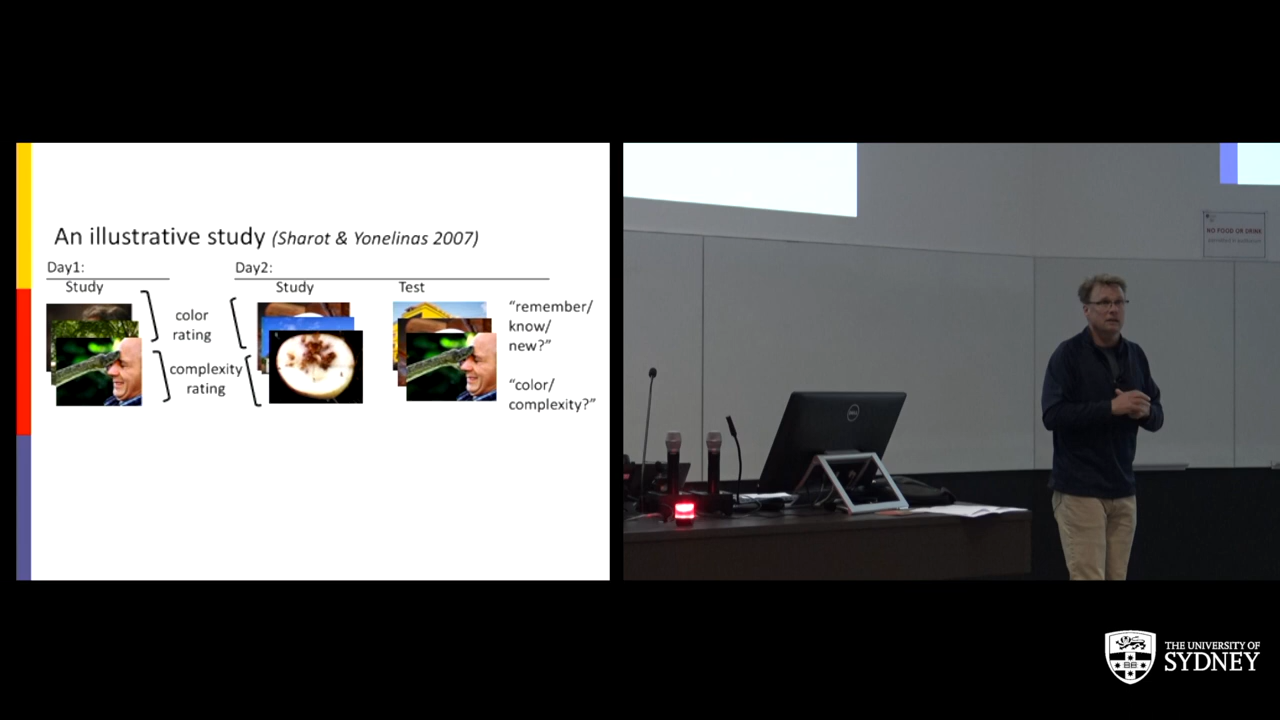 An illustrative study (Sharot & Yonelinas 2007)
Day1:
Day2:
Study
Study
Test
color
rating
complexity
rating
"remember/
know/
new?"
"color/
complexity?"
NO FOOD OR DRINK
DELL
THE UNIVERSITY OF
SYDNEY